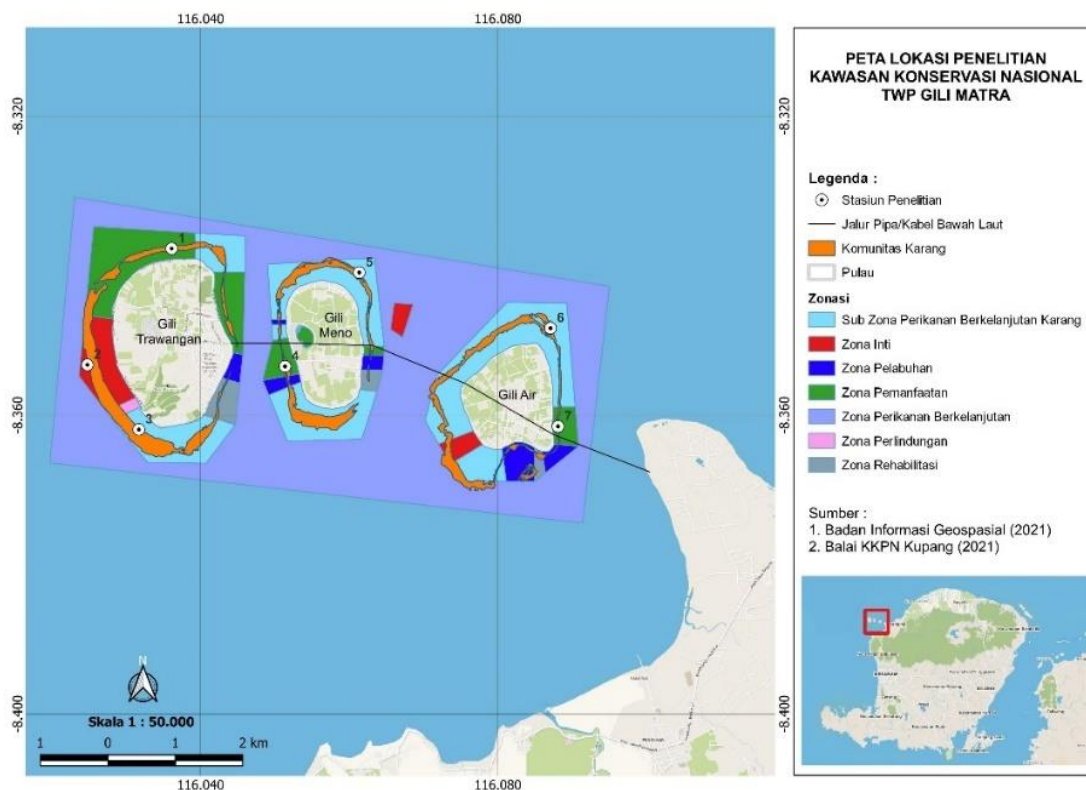 116.040
116.080
-8.320
-8.320
-8.360
-8.360
-8.400
-8.400
1
2
3
4
5
6
7
Gili
Trawangan
Gili
Meno
Gili Air
N
Skala 1 : 50.000
1 0 1 2 km
116.040
116.080
PETA LOKASI PENELITIAN
KAWASAN KONSERVASI NASIONAL
TWP GILI MATRA
Legenda :
Stasiun Penelitian
Jalur Pipa/Kabel Bawah Laut
Komunitas Karang
Pulau
Zonasi
Sub Zona Perikanan Berkelanjutan Karang
Zona Inti
Zona Pelabuhan
Zona Pemanfaatan
Zona Perikanan Berkelanjutan
Zona Perlindungan
Zona Rehabilitasi
Sumber :
1. Badan Informasi Geospasial (2021)
2. Balai KKPN Kupang (2021)